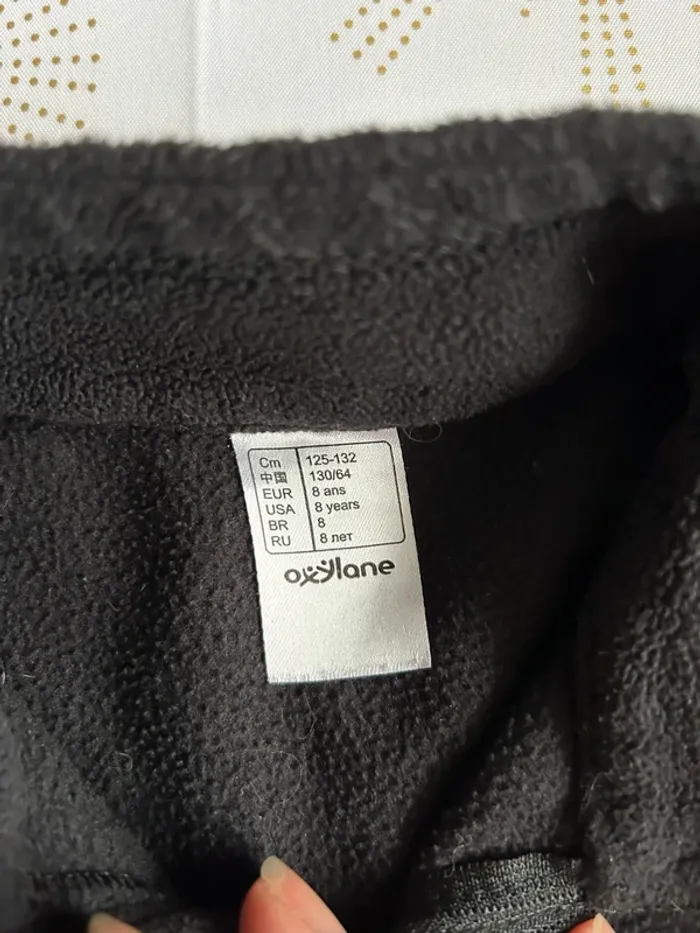 Cm 125-132
中国 130/64
EUR 8 ans
USA 8 years
BR 8
RU 8 лет
oxylane